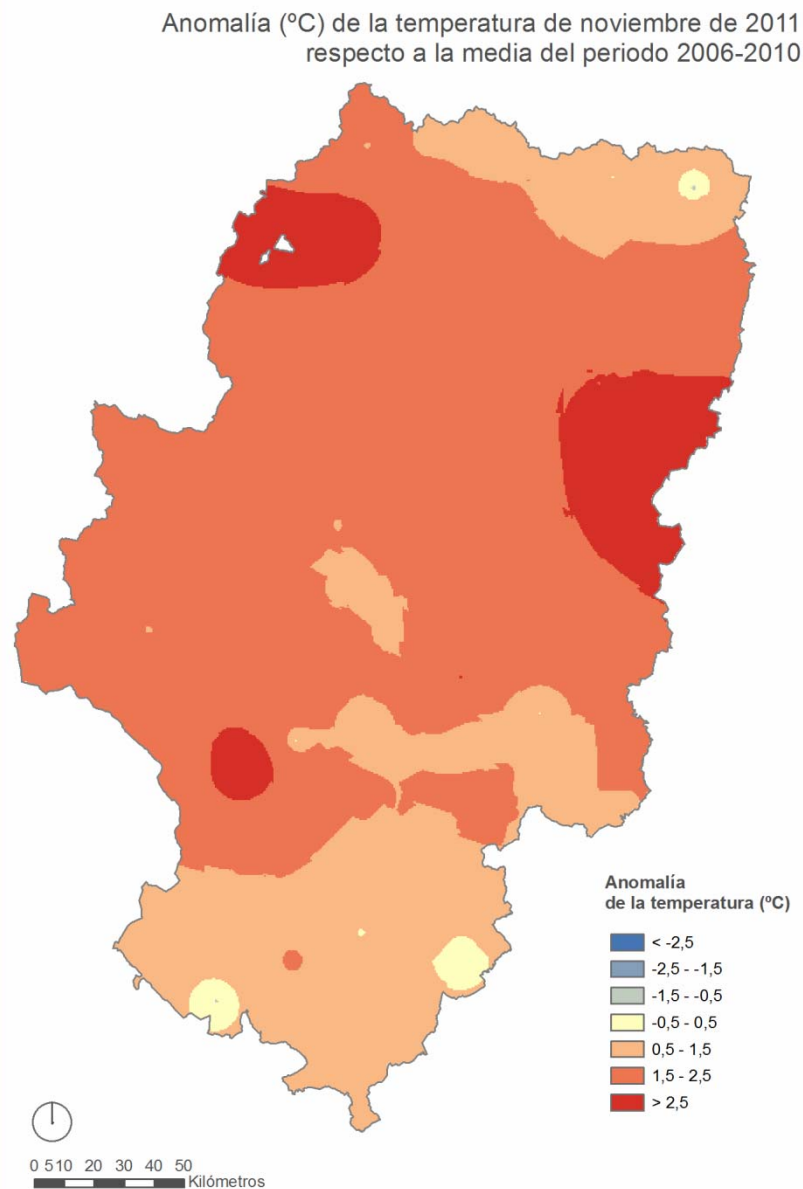 Anomalía (ºC) de la temperatura de noviembre de 2011
respecto a la media del periodo 2006-2010
Anomalía
de la temperatura (ºC)
< -2,5
-2,5 - -1,5
-1,5 - -0,5
-0,5 - 0,5
0,5 - 1,5
1,5 - 2,5
> 2,5
0 5 10 20 30 40 50
Kilómetros